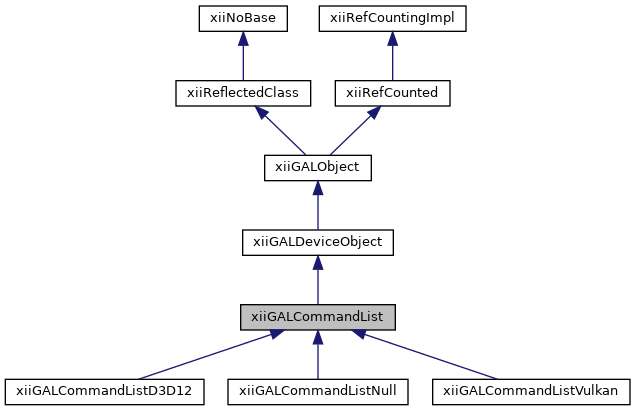 xiiNoBase
xiiRefCountingImpl
xiiReflectedClass
xiiRefCounted
xiiGALObject
xiiGALDeviceObject
xiiGALCommandList
xiiGALCommandListD3D12
xiiGALCommandListNull
xiiGALCommandListVulkan